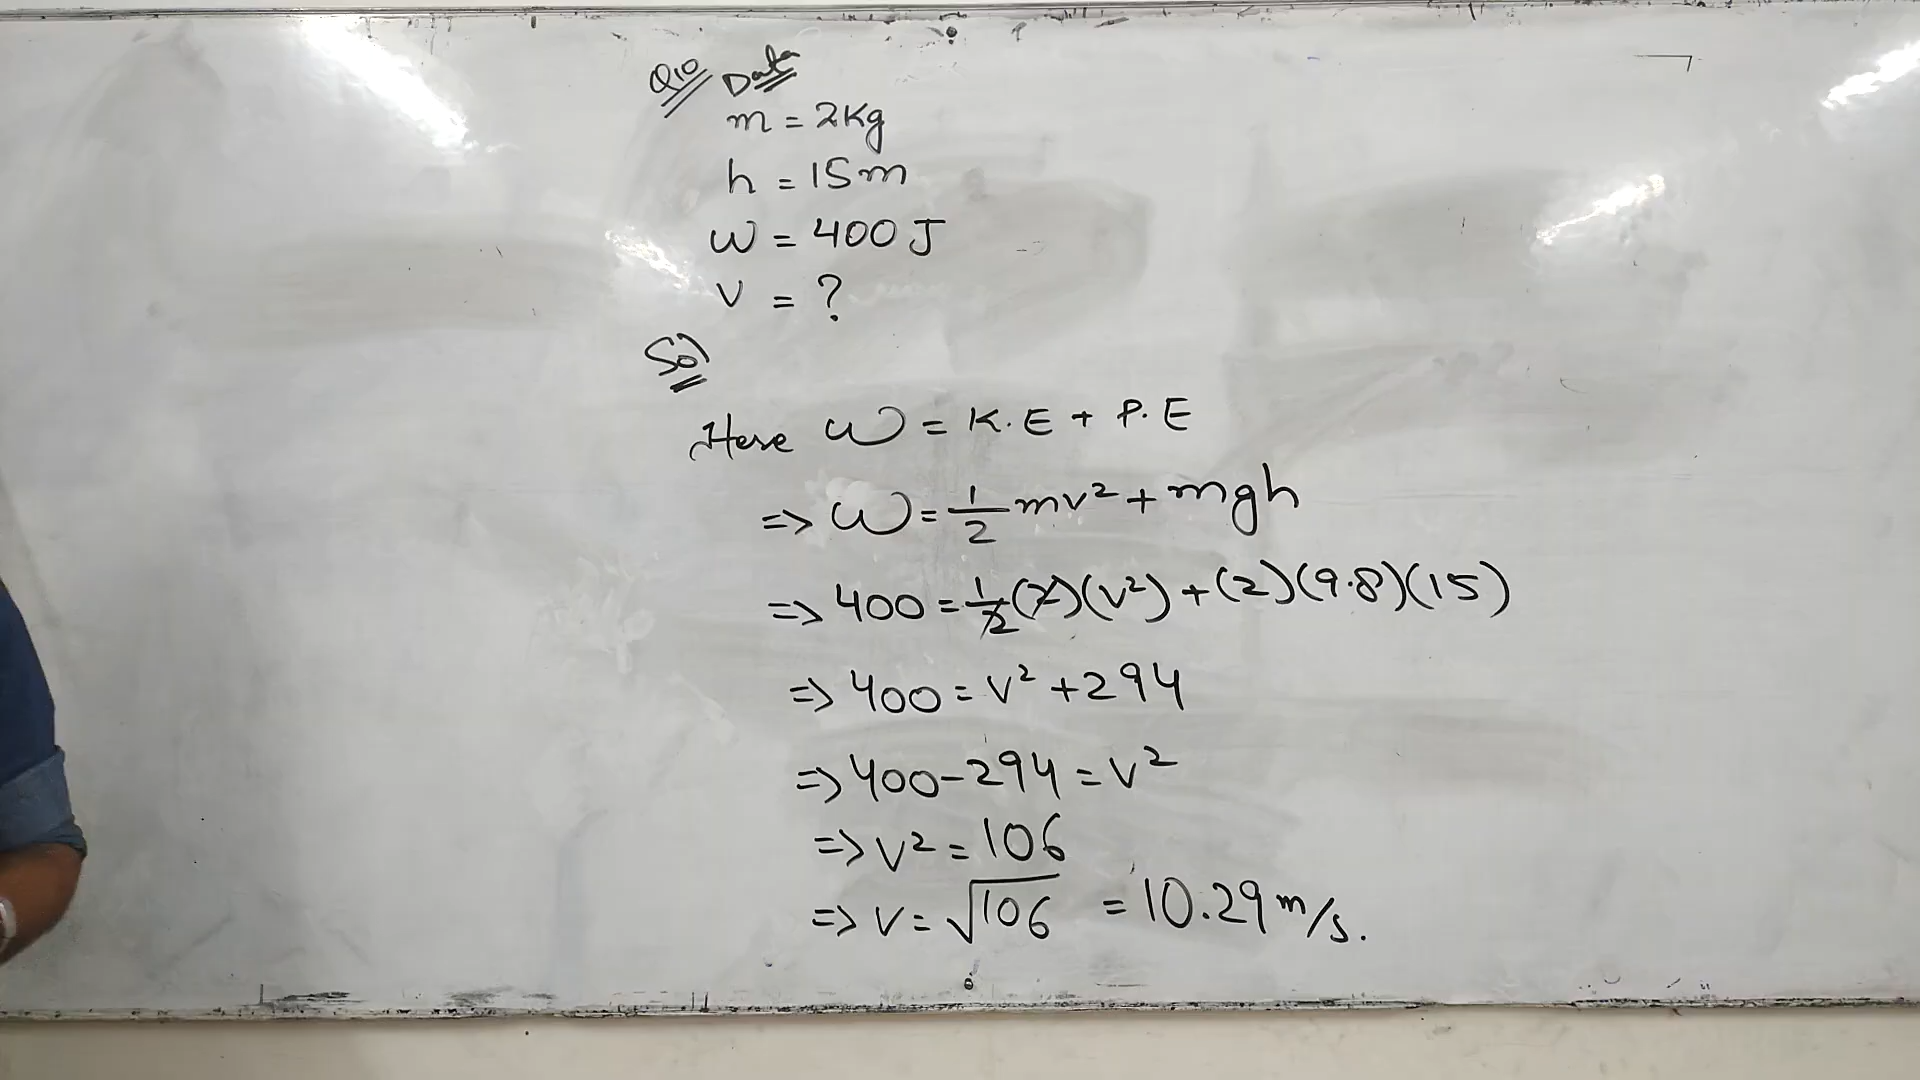 Q10 Data
m = 2Kg
h = 15m
W = 400 J
V = ?
Sol
Here W = K.E + P.E
=> W = 1/2 mv² + mgh
=> 400 = 1/2 (2)(v²) + (2)(9.8)(15)
=> 400 = v² + 294
=> 400 - 294 = v²
=> v² = 106
=> v = √106 = 10.29 m/s.